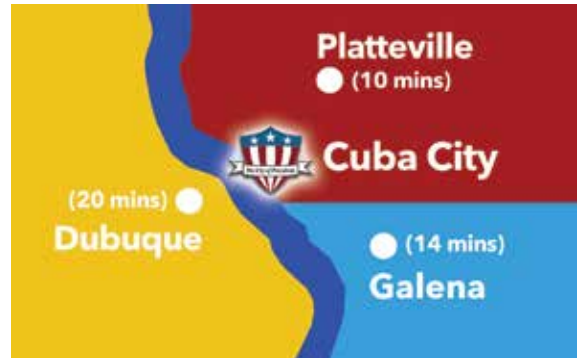 Platteville
(10 mins)
Cuba City
(20 mins)
Dubuque
(14 mins)
Galena